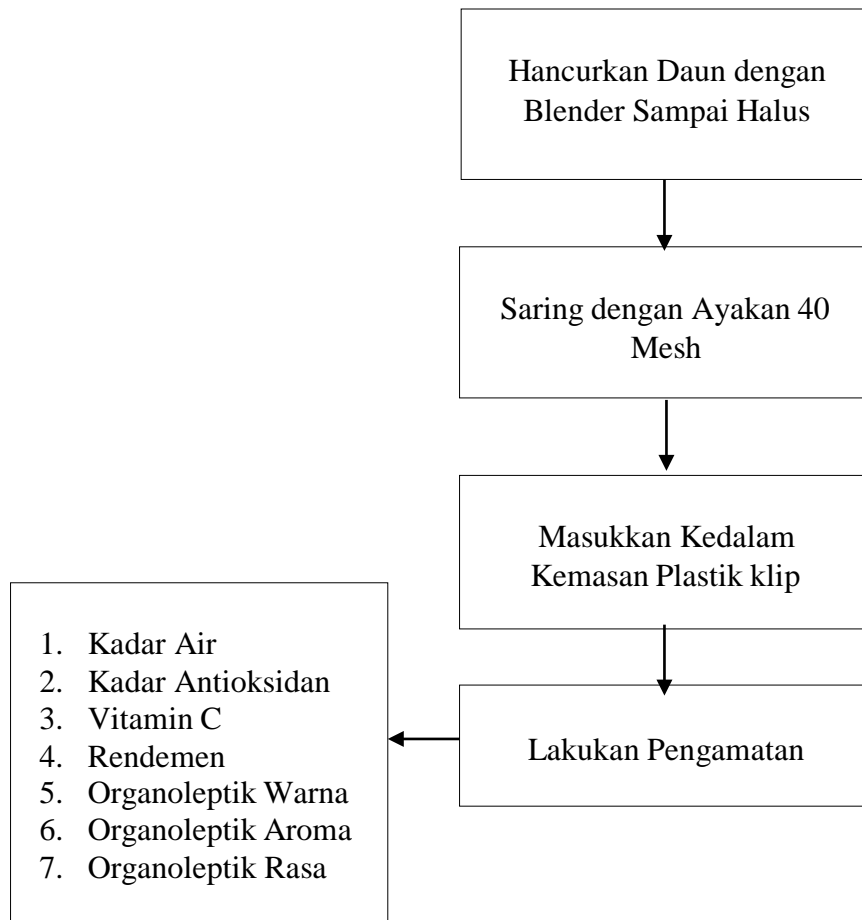 Hancurkan Daun dengan
Blender Sampai Halus
Saring dengan Ayakan 40
Mesh
Masukkan Kedalam
Kemasan Plastik klip
Lakukan Pengamatan
1. Kadar Air
2. Kadar Antioksidan
3. Vitamin C
4. Rendemen
5. Organoleptik Warna
6. Organoleptik Aroma
7. Organoleptik Rasa